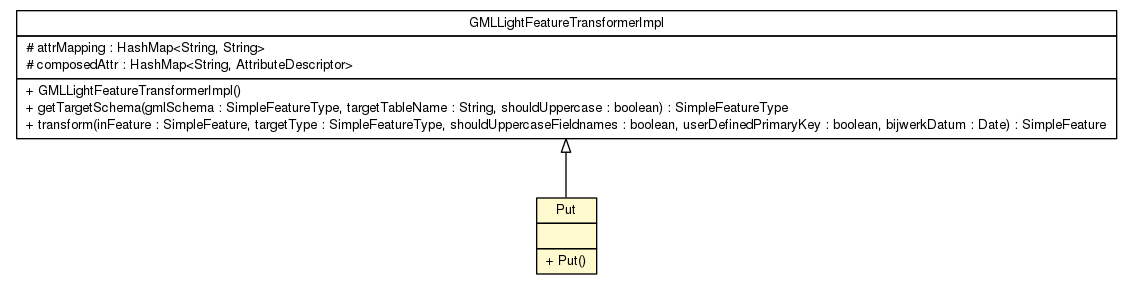 GMLLightFeatureTransformerImpl
# attrMapping : HashMap<String, String>
# composedAttr : HashMap<String, AttributeDescriptor>
+ GMLLightFeatureTransformerImpl()
+ getTargetSchema(gmlSchema : SimpleFeatureType, targetTableName : String, shouldUppercase : boolean) : SimpleFeatureType
+ transform(inFeature : SimpleFeature, targetType : SimpleFeatureType, shouldUppercaseFieldnames : boolean, userDefinedPrimaryKey : boolean, bijwerkDatum : Date) : SimpleFeature
Put
+ Put()